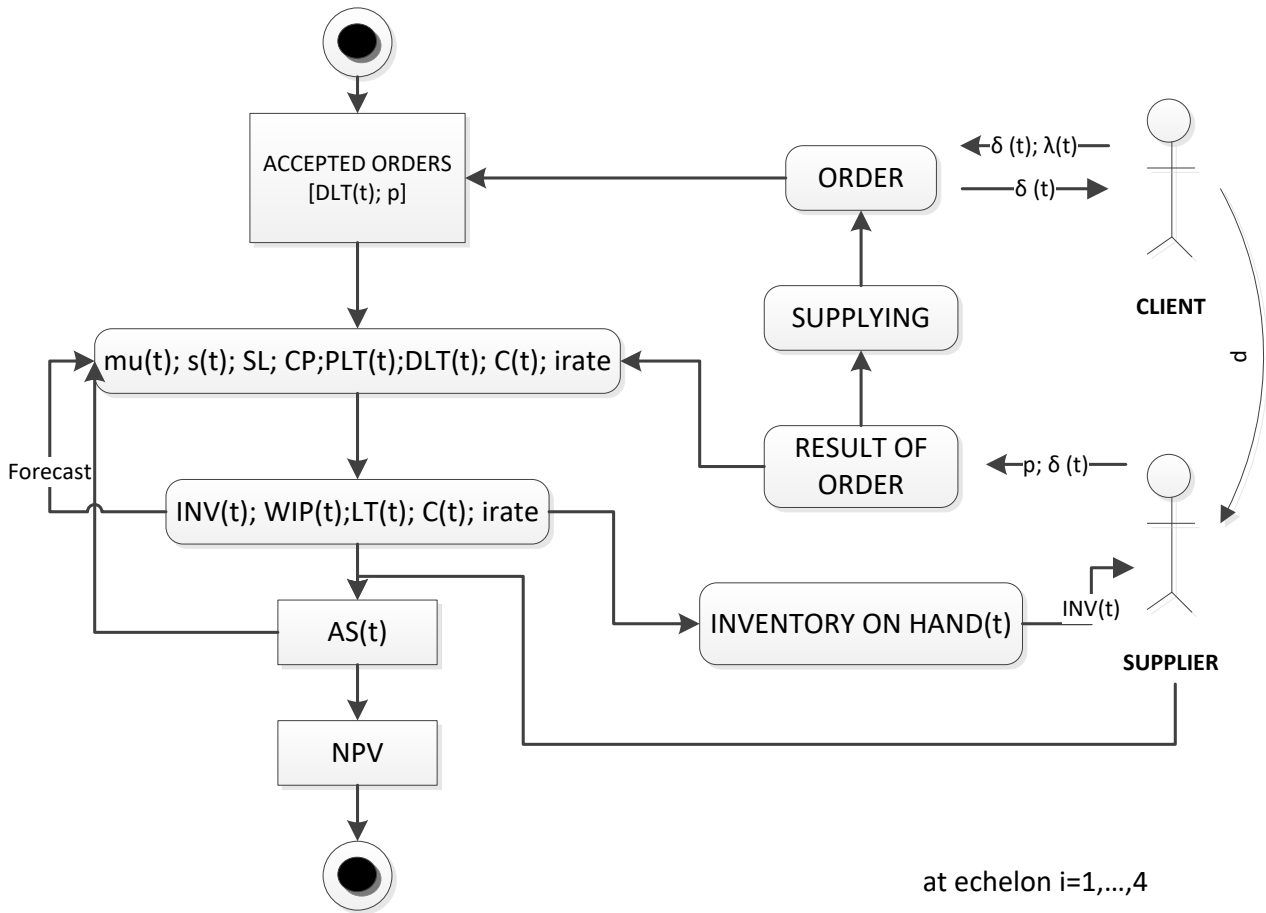 ACCEPTED ORDERS
[DLT(t); p]
ORDER
δ (t); λ(t)
δ (t)
CLIENT
SUPPLYING
d
mu(t); s(t); SL; CP;PLT(t);DLT(t); C(t); irate
RESULT OF
ORDER
p; δ (t)
Forecast
INV(t); WIP(t);LT(t); C(t); irate
INVENTORY ON HAND(t)
INV(t)
AS(t)
SUPPLIER
NPV
at echelon i=1,...,4